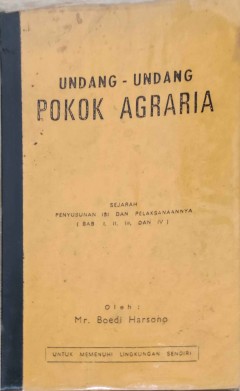 UNDANG - UNDANG
POKOK AGRARIA
SEJARAH
PENYUSUNAN ISI DAN PELAKSANAANNYA
( BAB I, II, III, DAN IV )
Oleh :
Mr. Boedi Harsono
UNTUK MEMENUHI LINGKUNGAN SENDIRI